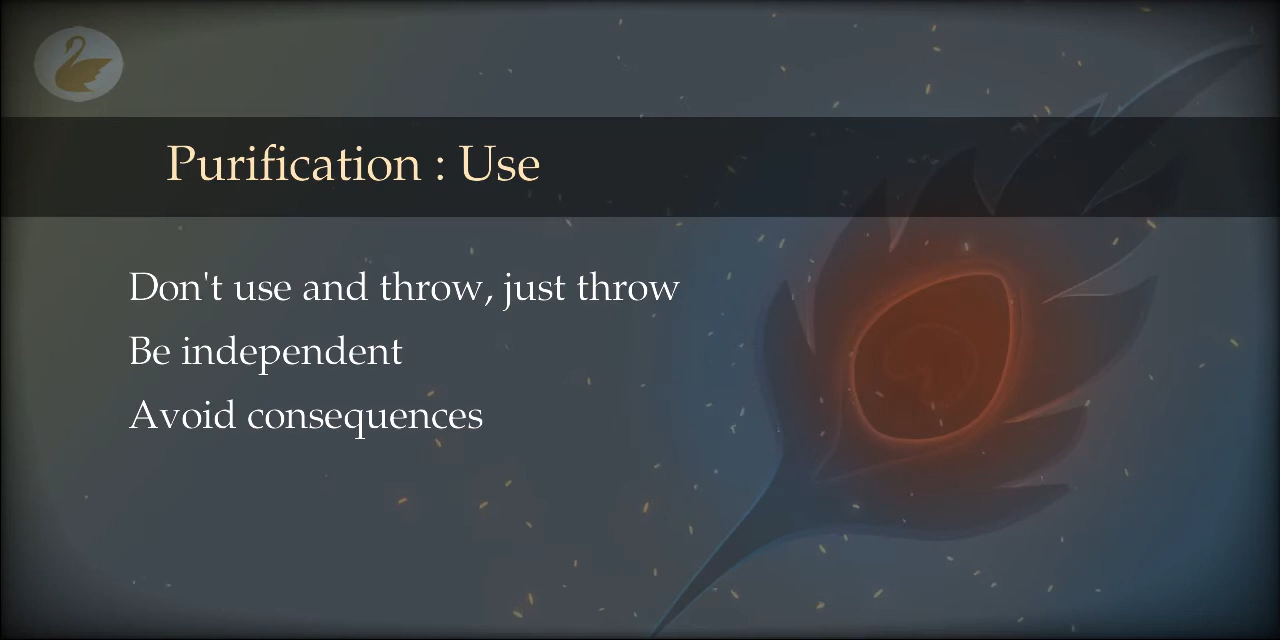 Purification : Use
Don't use and throw, just throw
Be independent
Avoid consequences